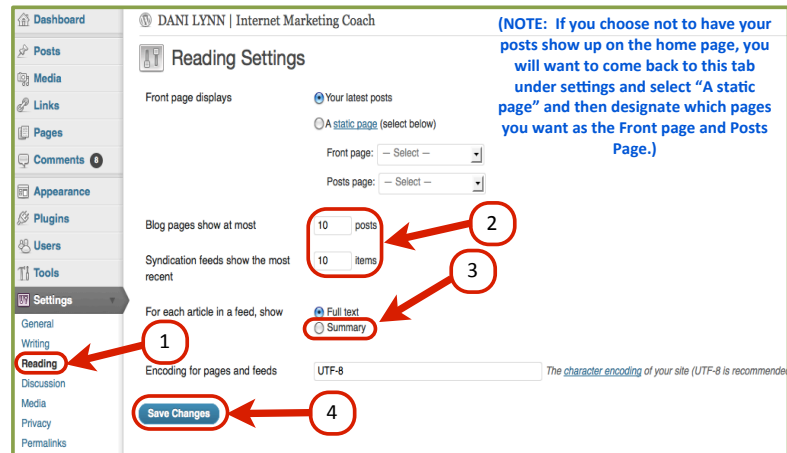 Dashboard
Posts
Media
Links
Pages
Comments 8
Appearance
Plugins
Users
Tools
Settings
General
Writing
Reading
Discussion
Media
Privacy
Permalinks
DANI LYNN | Internet Marketing Coach
Reading Settings
(NOTE: If you choose not to have your
posts show up on the home page, you
will want to come back to this tab
under settings and select “A static
page” and then designate which pages
you want as the Front page and Posts
Page.)
Front page displays
Your latest posts
A static page (select below)
Front page: — Select —
Posts page: — Select —
Blog pages show at most 10 posts
2
Syndication feeds show the most
recent
10 items
3
For each article in a feed, show
Full text
Summary
1
Encoding for pages and feeds UTF-8 The character encoding of your site (UTF-8 is recommended
Save Changes
4